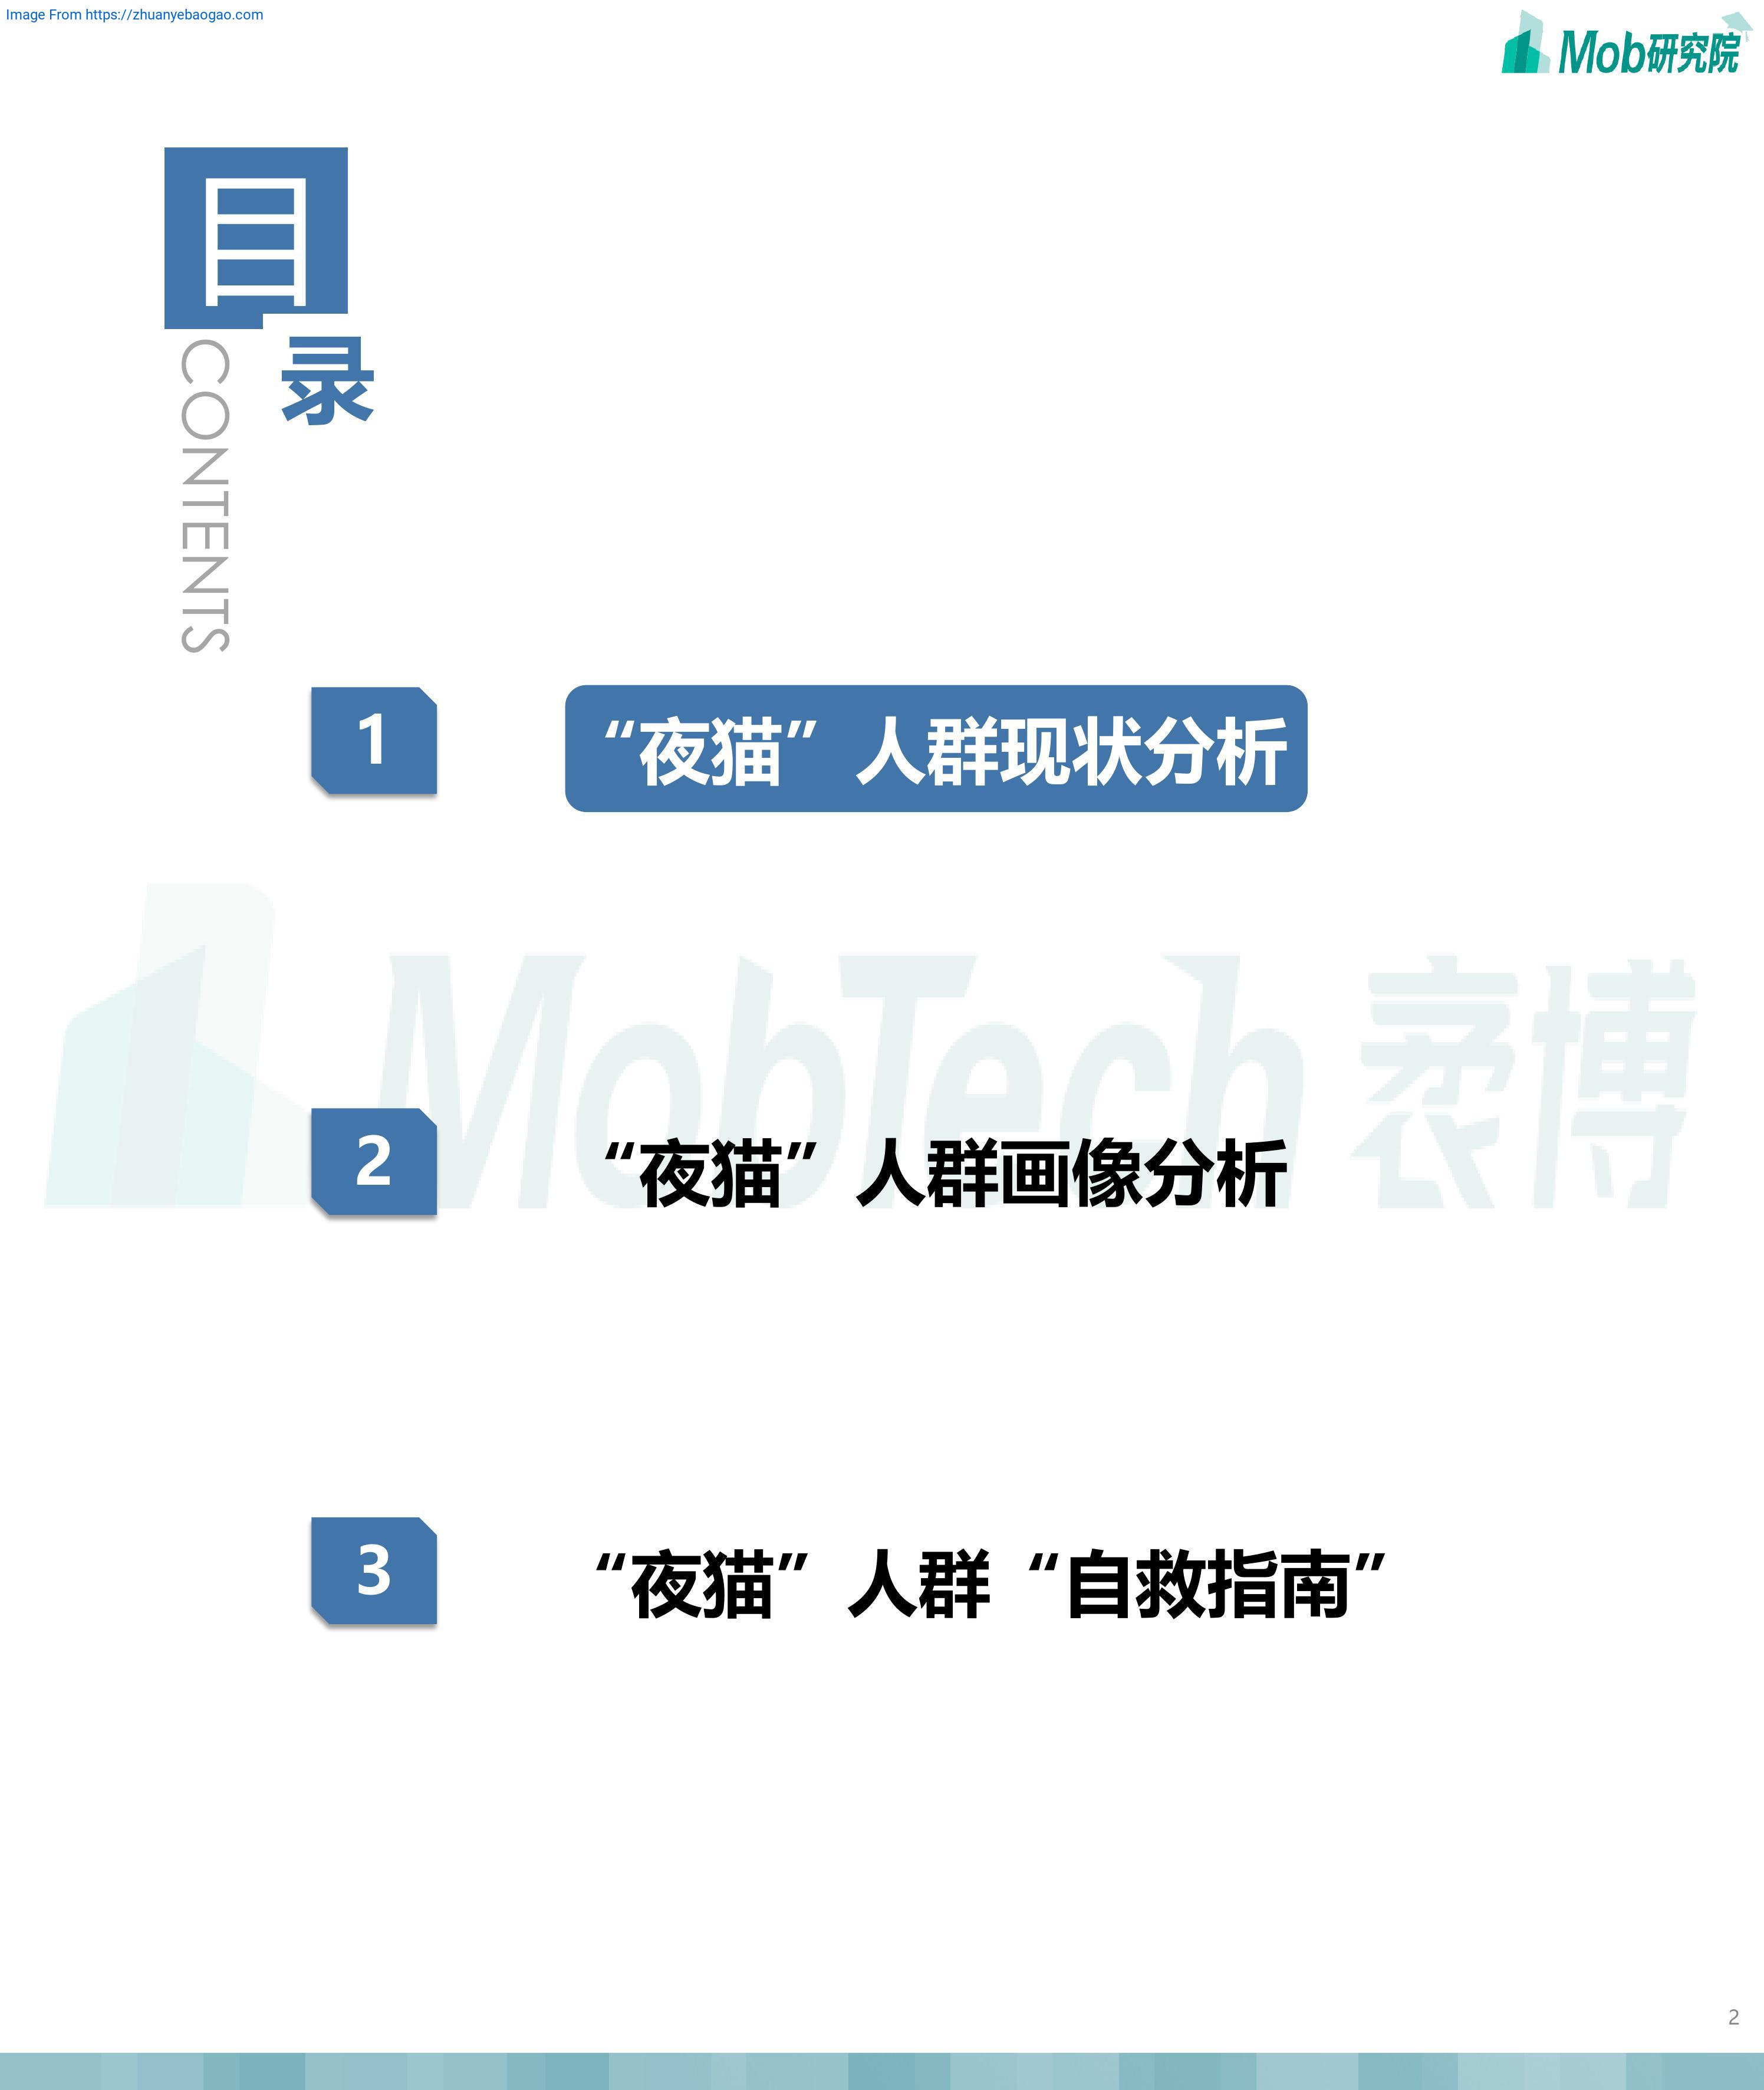 Image From https://zhuanyebaogao.com
Mob研究院
目
录
CONTENTS
1
“夜猫” 人群现状分析
MobTech 袤博
2
“夜猫” 人群画像分析
3
“夜猫” 人群 “自救指南”
2